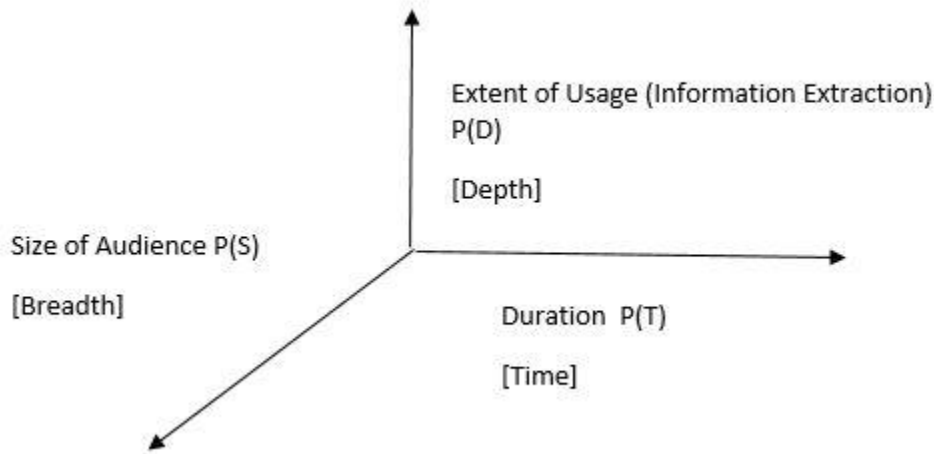 Extent of Usage (Information Extraction)
P(D)
[Depth]
Size of Audience P(S)
[Breadth]
Duration  P(T)
[Time]